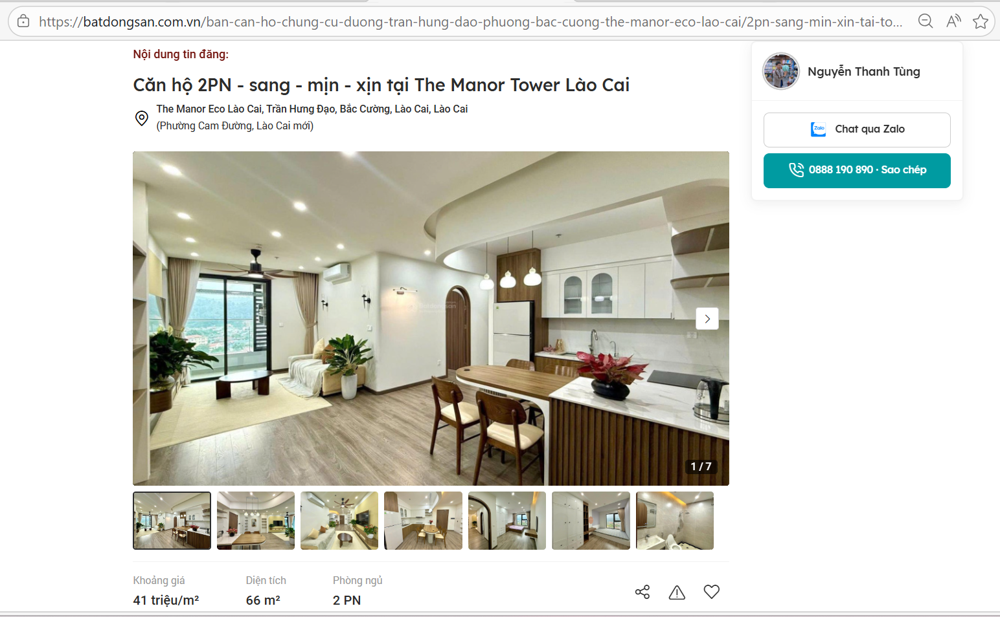 https://batdongsan.com.vn/ban-can-ho-chung-cu-duong-tran-hung-dao-phuong-bac-cuong-the-manor-eco-lao-cai/2pn-sang-min-xin-tai-to...
Nội dung tin đăng:
Căn hộ 2PN - sang - mịn - xịn tại The Manor Tower Lào Cai
The Manor Eco Lào Cai, Trần Hưng Đạo, Bắc Cường, Lào Cai, Lào Cai
(Phường Cam Đường, Lào Cai mới)
Nguyễn Thanh Tùng
Zalo Chat qua Zalo
0888 190 890 · Sao chép
Batdongsan
1 / 7
Khoảng giá Diện tích Phòng ngủ
41 triệu/m² 66 m² 2 PN